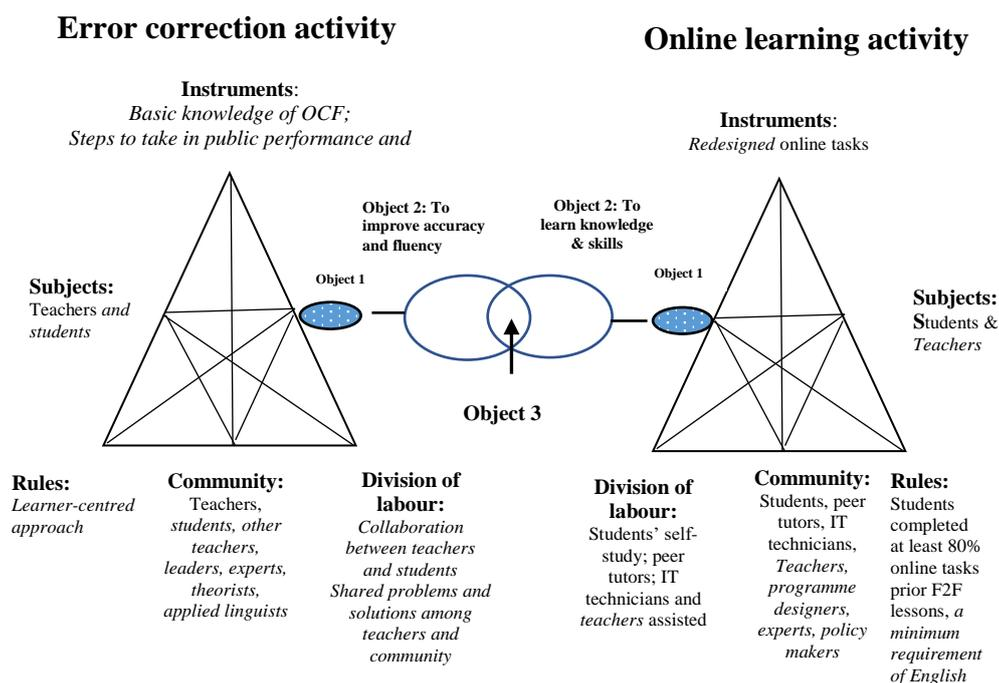 Error correction activity
Online learning activity
Instruments:
Basic knowledge of OCF;
Steps to take in public performance and
Instruments:
Redesigned online tasks
Object 2: To
improve accuracy
and fluency
Object 2: To
learn knowledge
& skills
Object 1
Object 1
Subjects:
Teachers and
students
Subjects:
Students &
Teachers
Object 3
Rules:
Learner-centred
approach
Community:
Teachers,
students, other
teachers,
leaders, experts,
theorists,
applied linguists
Division of
labour:
Collaboration
between teachers
and students
Shared problems and
solutions among
teachers and
community
Division of
labour:
Students’ self-
study; peer
tutors; IT
technicians and
teachers assisted
Community:
Students, peer
tutors, IT
technicians,
Teachers,
programme
designers,
experts, policy
makers
Rules:
Students
completed
at least 80%
online tasks
prior F2F
lessons, a
minimum
requirement
of English